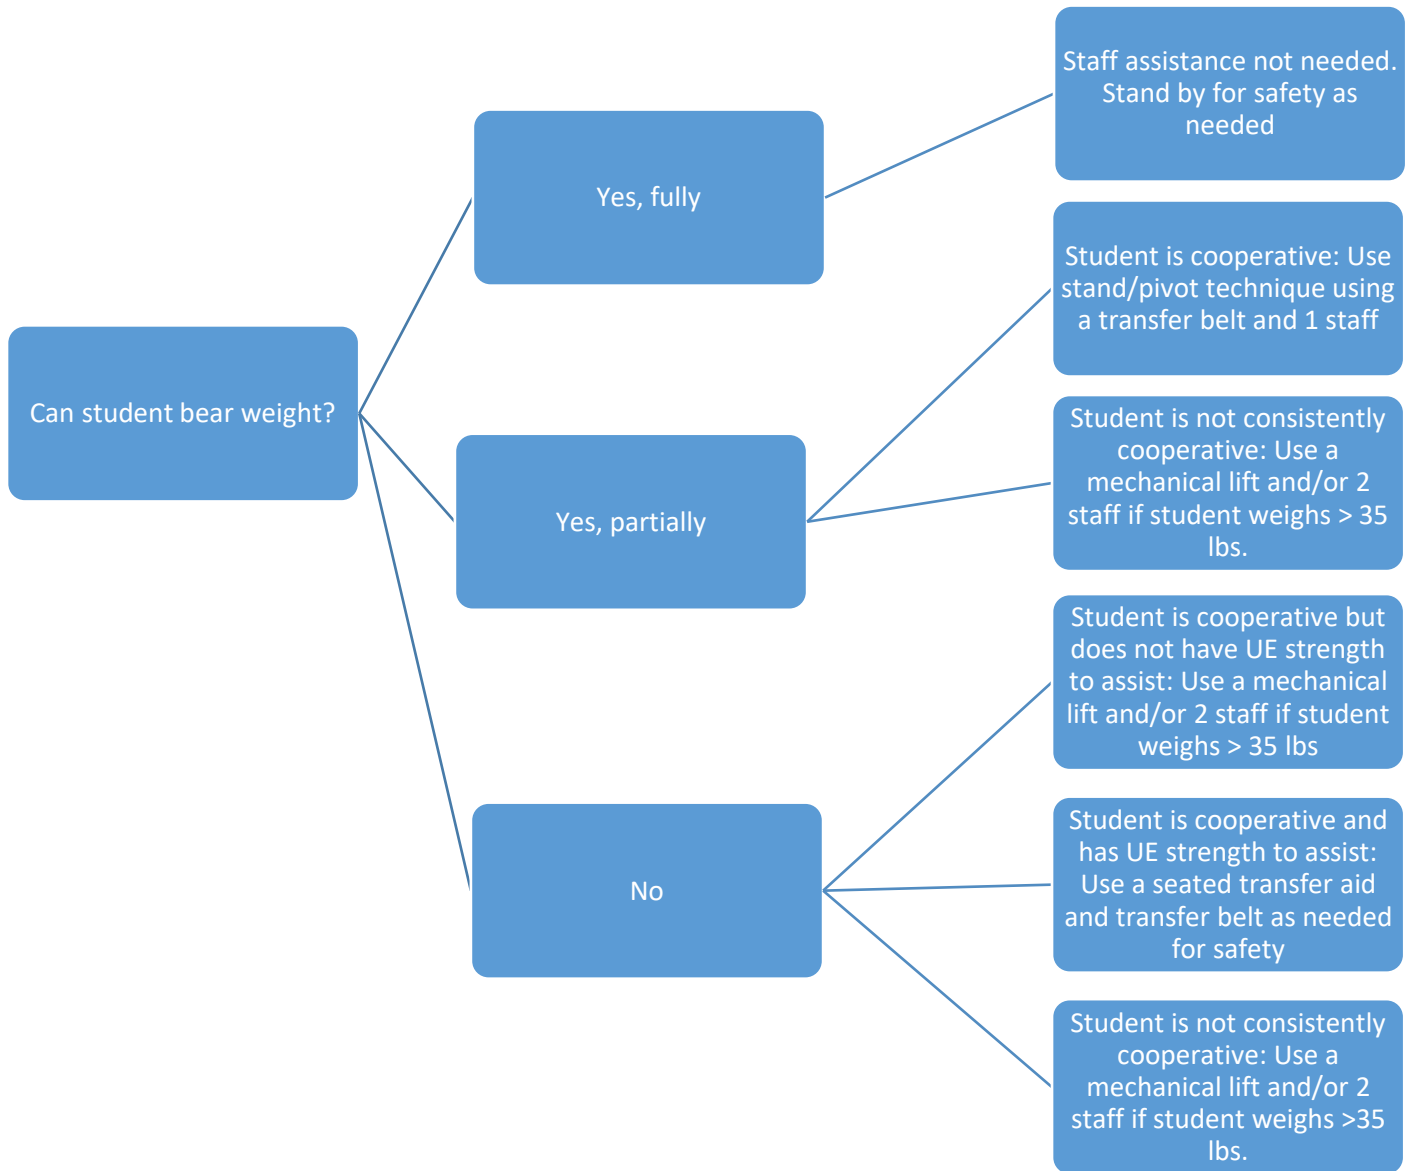 Can student bear weight?
Yes, fully
Staff assistance not needed.
Stand by for safety as
needed
Yes, partially
Student is cooperative: Use
stand/pivot technique using
a transfer belt and 1 staff
Student is not consistently
cooperative: Use a
mechanical lift and/or 2
staff if student weighs > 35
lbs.
No
Student is cooperative but
does not have UE strength
to assist: Use a mechanical
lift and/or 2 staff if student
weighs > 35 lbs
Student is cooperative and
has UE strength to assist:
Use a seated transfer aid
and transfer belt as needed
for safety
Student is not consistently
cooperative: Use a
mechanical lift and/or 2
staff if student weighs >35
lbs.